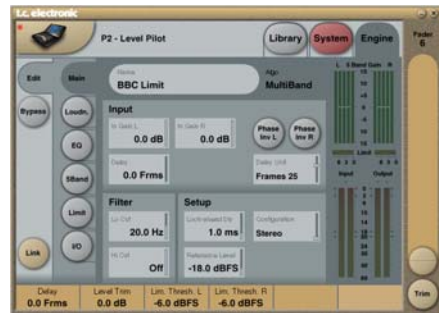 t.c. electronic
P2 - Level Pilot
Library
System
Engine
Fader
6
Edit
Main
Name
BBC Limit
Algo
MultiBand
L 5 Band Gain R
Bypass
Loudn.
Input
In Gain L
0.0 dB
In Gain R
0.0 dB
Phase Inv L
Phase Inv R
EQ
Delay
0.0 Frms
Delay Unit
Frames 25
Limit
5Band
Input
Output
Filter
Setup
Limit
Lo Cut
20.0 Hz
1.0 ms
Configuration
Stereo
Link
I/O
Hi Cut
Off
Reference Level
-18.0 dBFS
Delay
Level Trim
Lim. Thresh. L
Lim. Thresh. R
0.0 Frms
0.0 dB
-6.0 dBFS
-6.0 dBFS
Trim